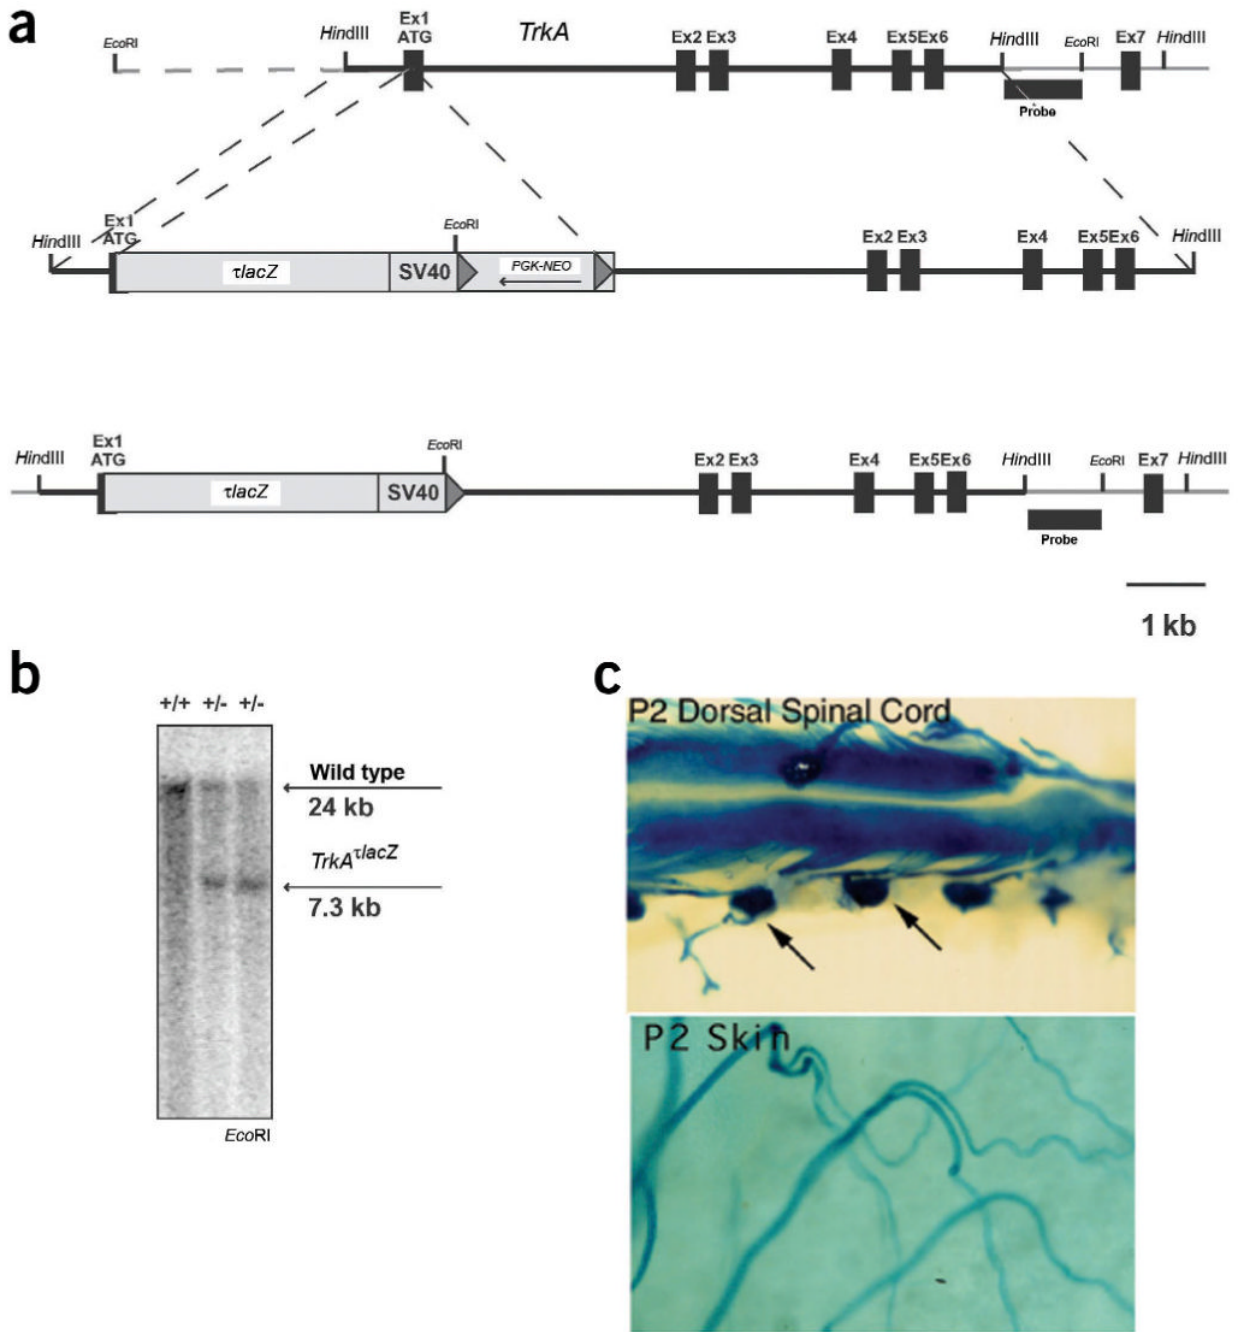 a
EcoRI
HindIII
Ex1
ATG
TrkA
Ex2 Ex3
Ex4
Ex5Ex6
HindIII
EcoRI
Ex7
HindIII
Probe
HindIII
Ex1
ATG
τlacZ
SV40
EcoRI
PGK-NEO
Ex2 Ex3
Ex4
Ex5Ex6
HindIII
HindIII
Ex1
ATG
τlacZ
SV40
EcoRI
Ex2 Ex3
Ex4
Ex5Ex6
HindIII
EcoRI
Ex7
HindIII
Probe
1 kb
b
+/+ +/- +/-
Wild type
24 kb
TrkAτlacZ
7.3 kb
EcoRI
c
P2 Dorsal Spinal Cord
P2 Skin